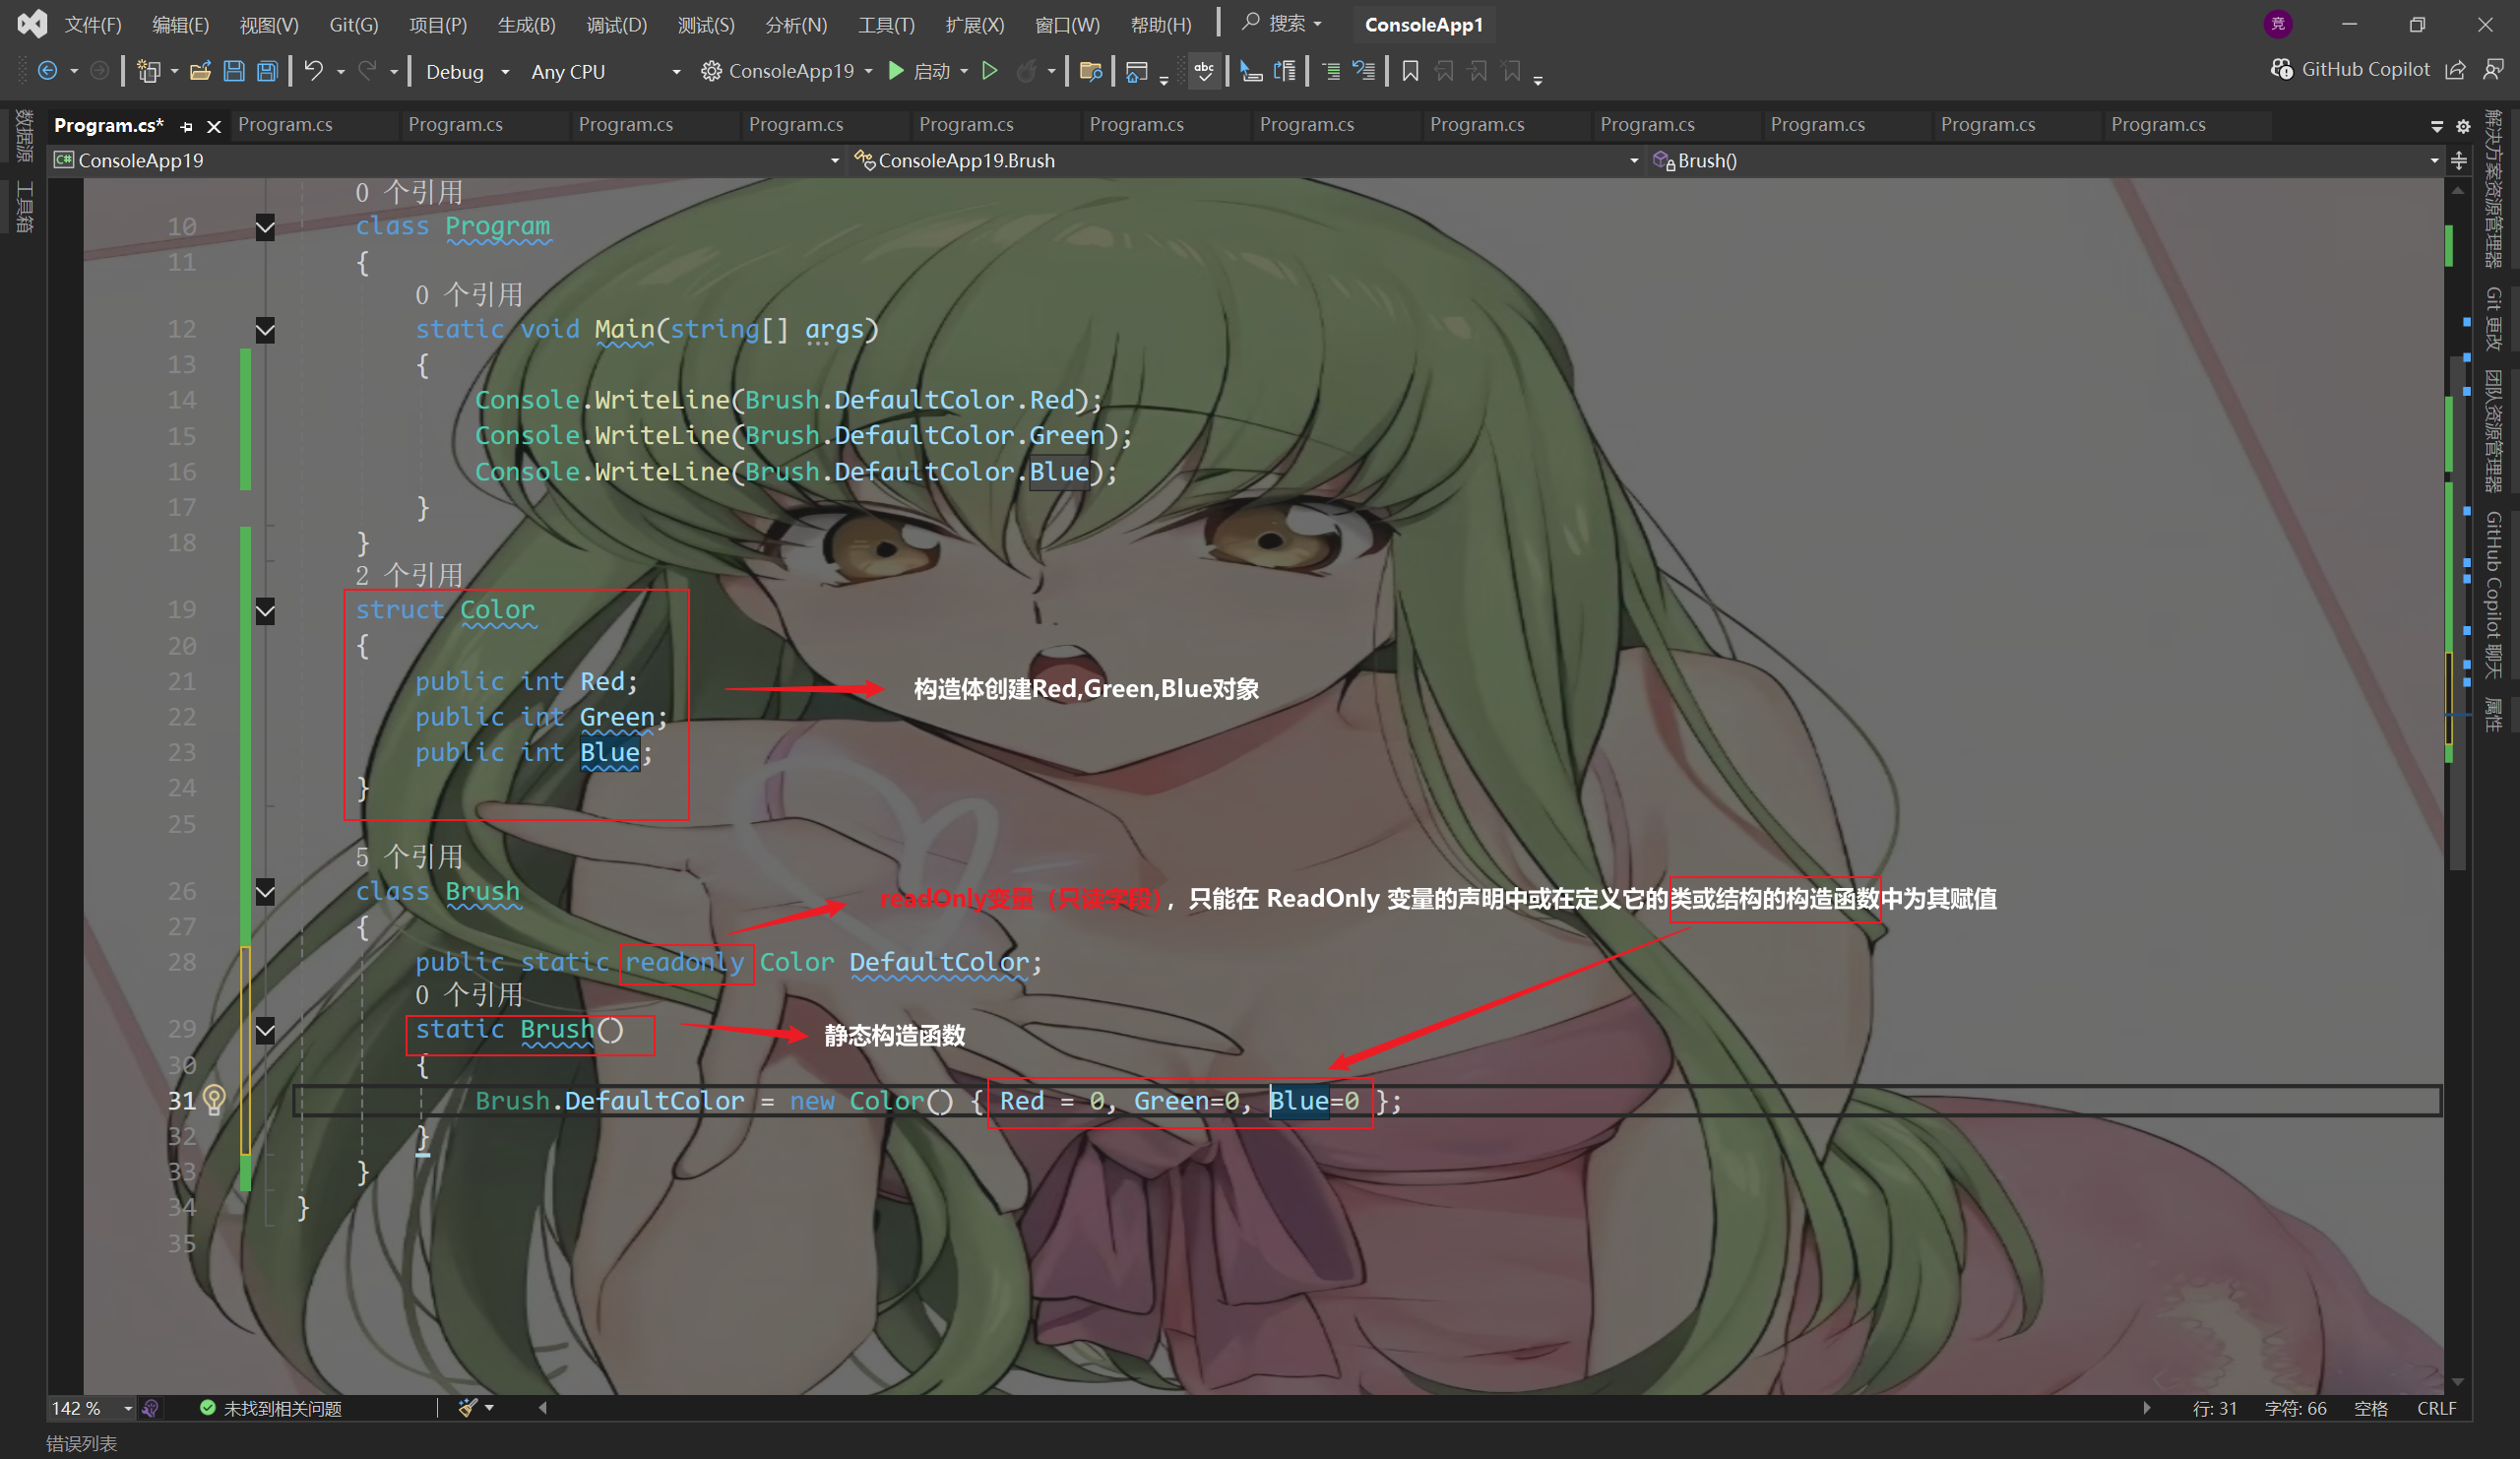 文件(F) 编辑(E) 视图(V) Git(G) 项目(P) 生成(B) 调试(D) 测试(S) 分析(N) 工具(T) 扩展(X) 窗口(W) 帮助(H) 搜索 ConsoleApp1 竞
Debug Any CPU ConsoleApp19 启动 abc GitHub Copilot
数据源
工具箱
Program.cs* Program.cs Program.cs Program.cs Program.cs Program.cs Program.cs Program.cs Program.cs Program.cs Program.cs Program.cs Program.cs
C# ConsoleApp19 ConsoleApp19.Brush Brush()
0 个引用
10 class Program
11 {
0 个引用
12 static void Main(string[] args)
13 {
14 Console.WriteLine(Brush.DefaultColor.Red);
15 Console.WriteLine(Brush.DefaultColor.Green);
16 Console.WriteLine(Brush.DefaultColor.Blue);
17 }
18 }
2 个引用
19 struct Color
20 {
21 public int Red;
构造体创建Red,Green,Blue对象
22 public int Green;
23 public int Blue;
24 }
25
5 个引用
26 class Brush
readOnly变量（只读字段），只能在 ReadOnly 变量的声明中或在定义它的类或结构的构造函数中为其赋值
27 {
28 public static readonly Color DefaultColor;
0 个引用
29 static Brush()
静态构造函数
30 {
31 Brush.DefaultColor = new Color() { Red = 0, Green=0, Blue=0 };
32 }
33 }
34 }
35
解决方案资源管理器
Git 更改
团队资源管理器
GitHub Copilot 聊天
属性
142 % 未找到相关问题 行: 31 字符: 66 空格 CRLF
错误列表